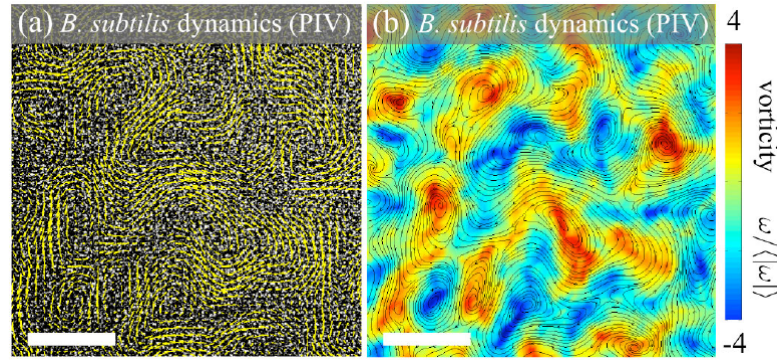 (a) B. subtilis dynamics (PIV)
(b) B. subtilis dynamics (PIV)
4
vorticity ω/⟨|ω|⟩
-4